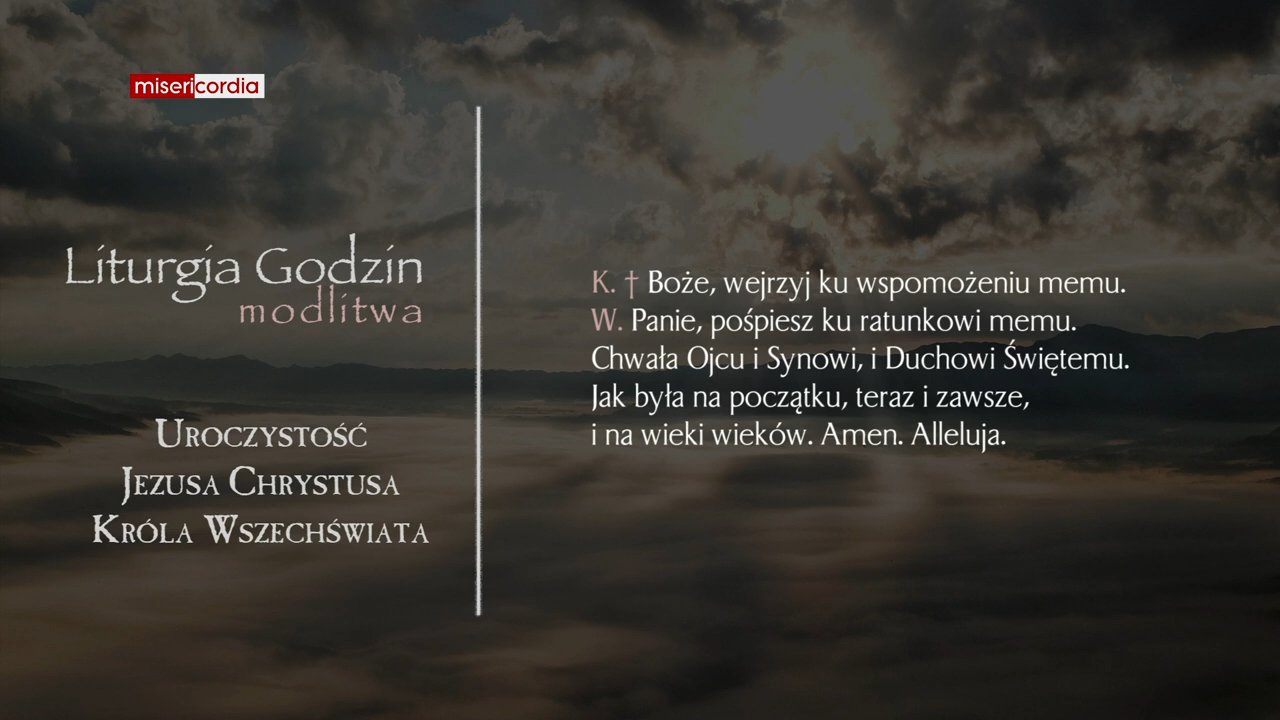 misericordia
Liturgia Godzin
modlitwa
Uroczystość
Jezusa Chrystusa
Króla Wszechświata
K. † Boże, wejrzyj ku wspomożeniu memu.
W. Panie, pośpiesz ku ratunkowi memu.
Chwała Ojcu i Synowi, i Duchowi Świętemu.
Jak była na początku, teraz i zawsze,
i na wieki wieków. Amen. Alleluja.